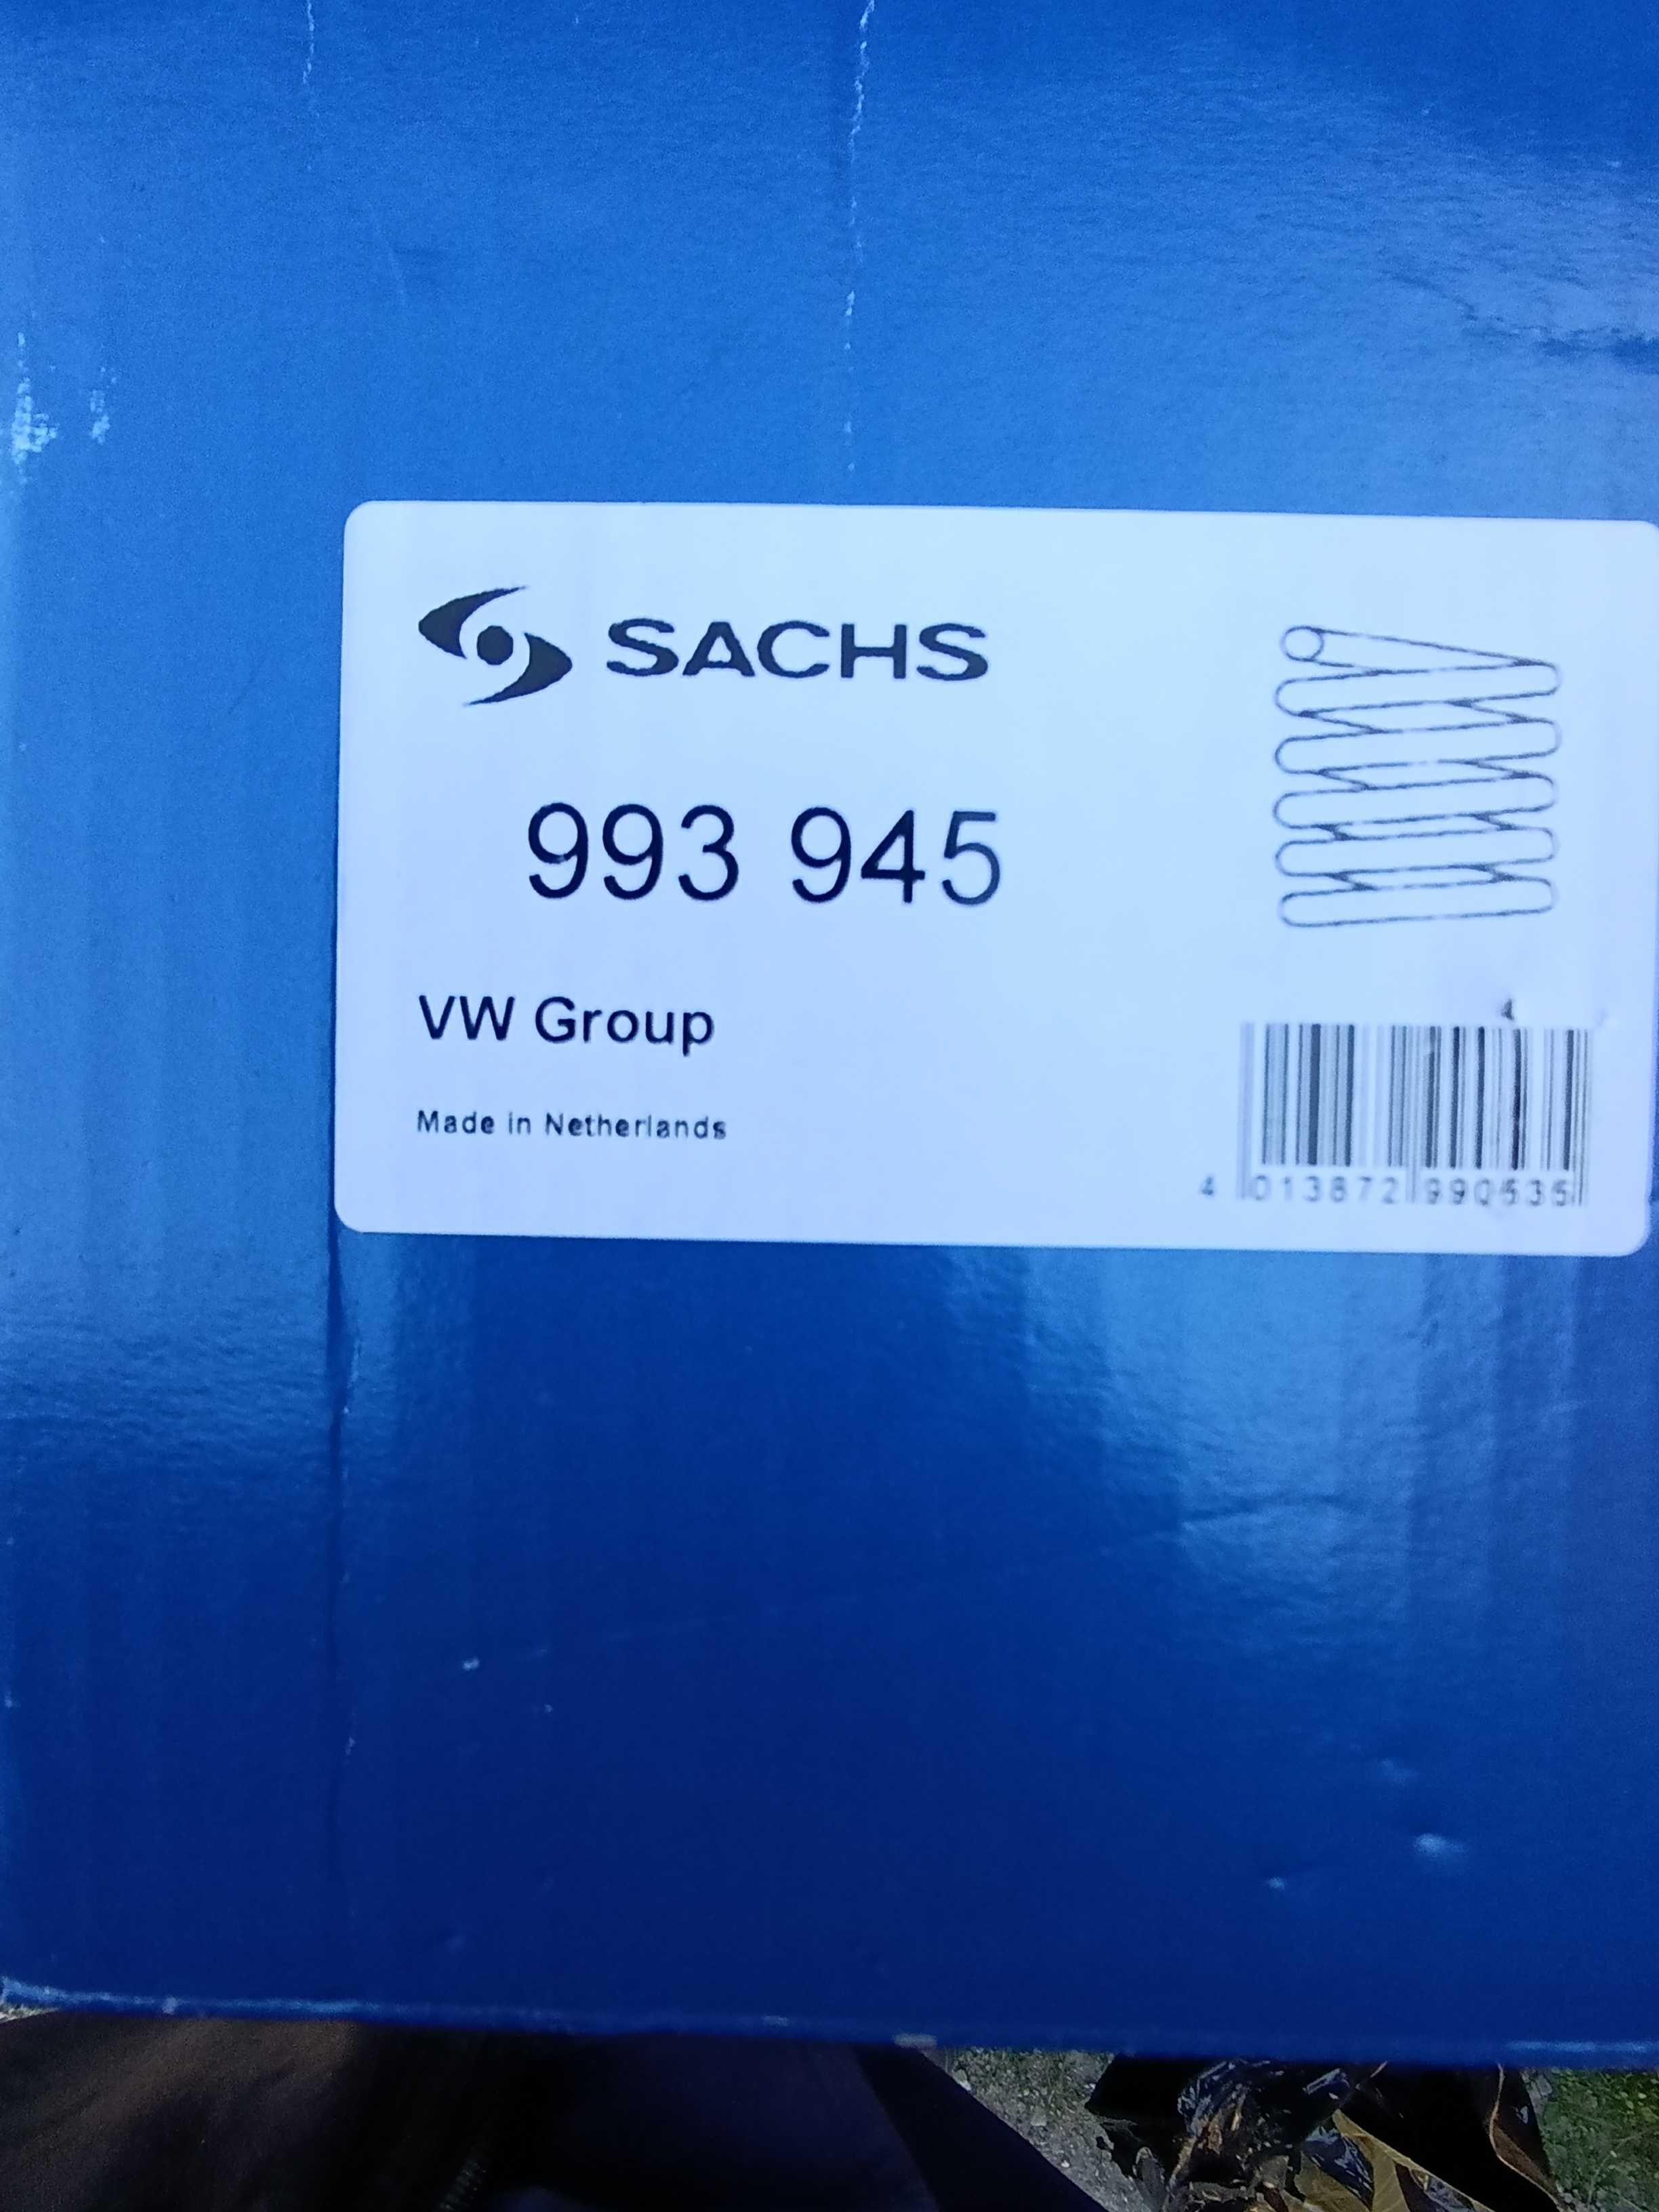 SACHS
993 945
VW Group
Made in Netherlands
4 013872 990535